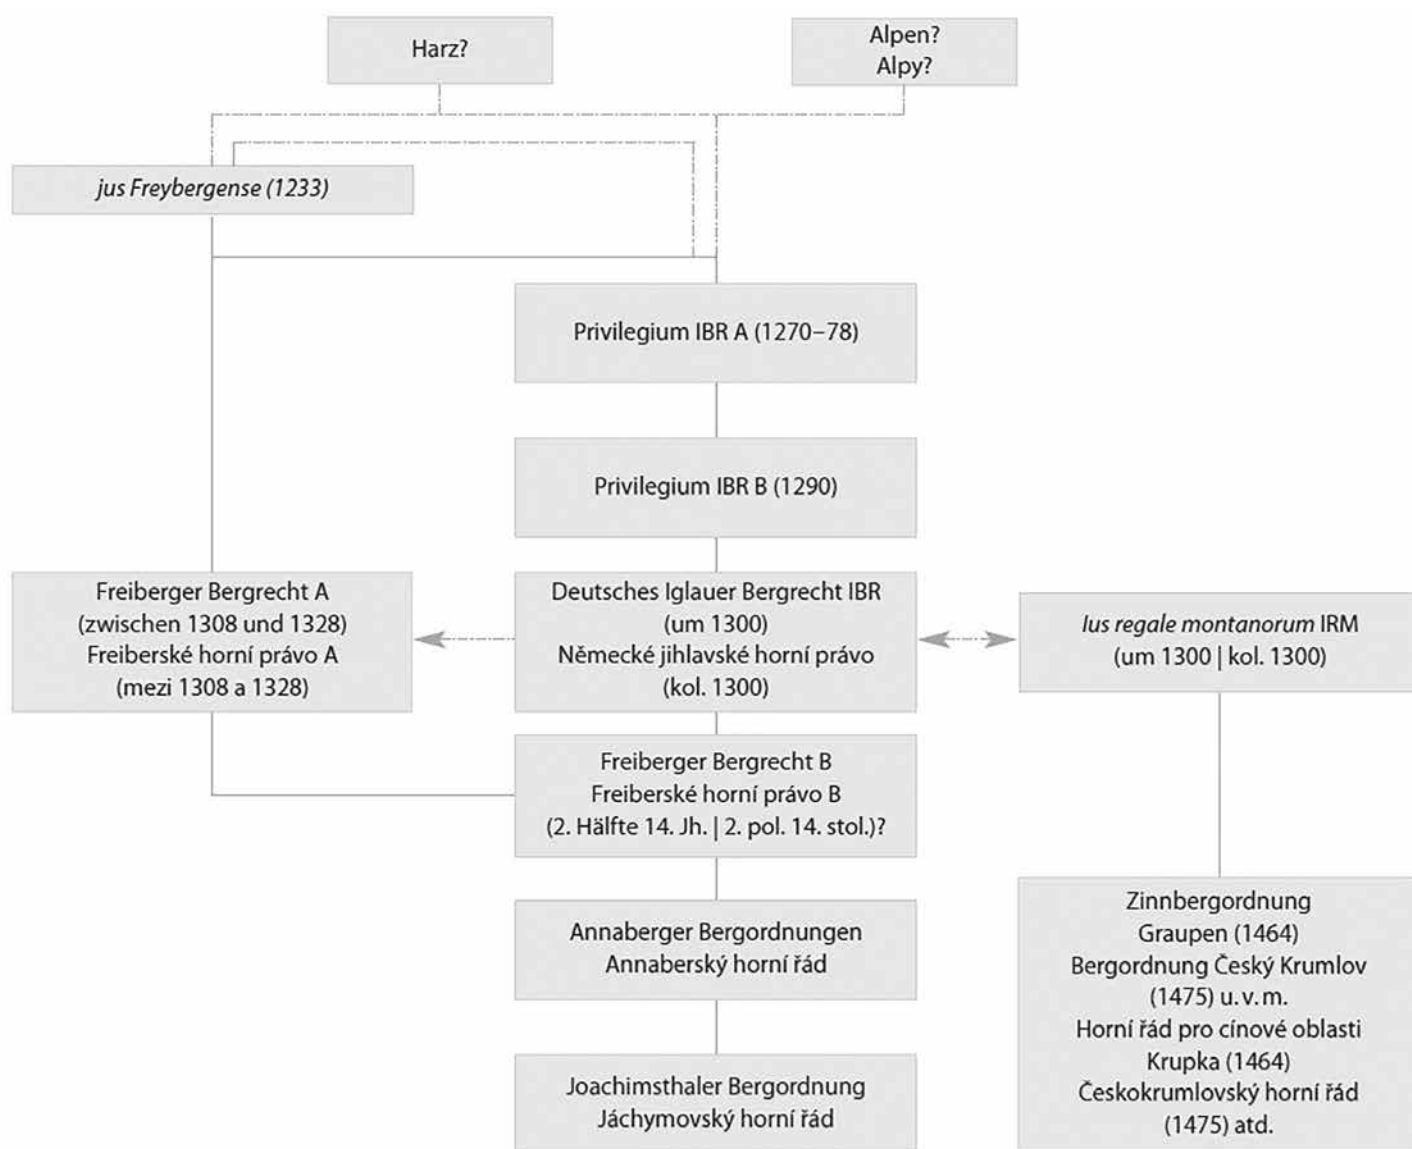 Harz?
Alpen?
Alpy?
jus Freybergense (1233)
Privilegium IBR A (1270–78)
Privilegium IBR B (1290)
Freiberger Bergrecht A
(zwischen 1308 und 1328)
Freiberské horní právo A
(mezi 1308 a 1328)
Deutsches Iglauer Bergrecht IBR
(um 1300)
Německé jihlavské horní právo
(kol. 1300)
Ius regale montanorum IRM
(um 1300 | kol. 1300)
Freiberger Bergrecht B
Freiberské horní právo B
(2. Hälfte 14. Jh. | 2. pol. 14. stol.)?
Annaberger Bergordnungen
Annaberský horní řád
Joachimsthaler Bergordnung
Jáchymovský horní řád
Zinnbergordnung
Graupen (1464)
Bergordnung Český Krumlov
(1475) u. v. m.
Horní řád pro cínové oblasti
Krupka (1464)
Českokrumlovský horní řád
(1475) atd.